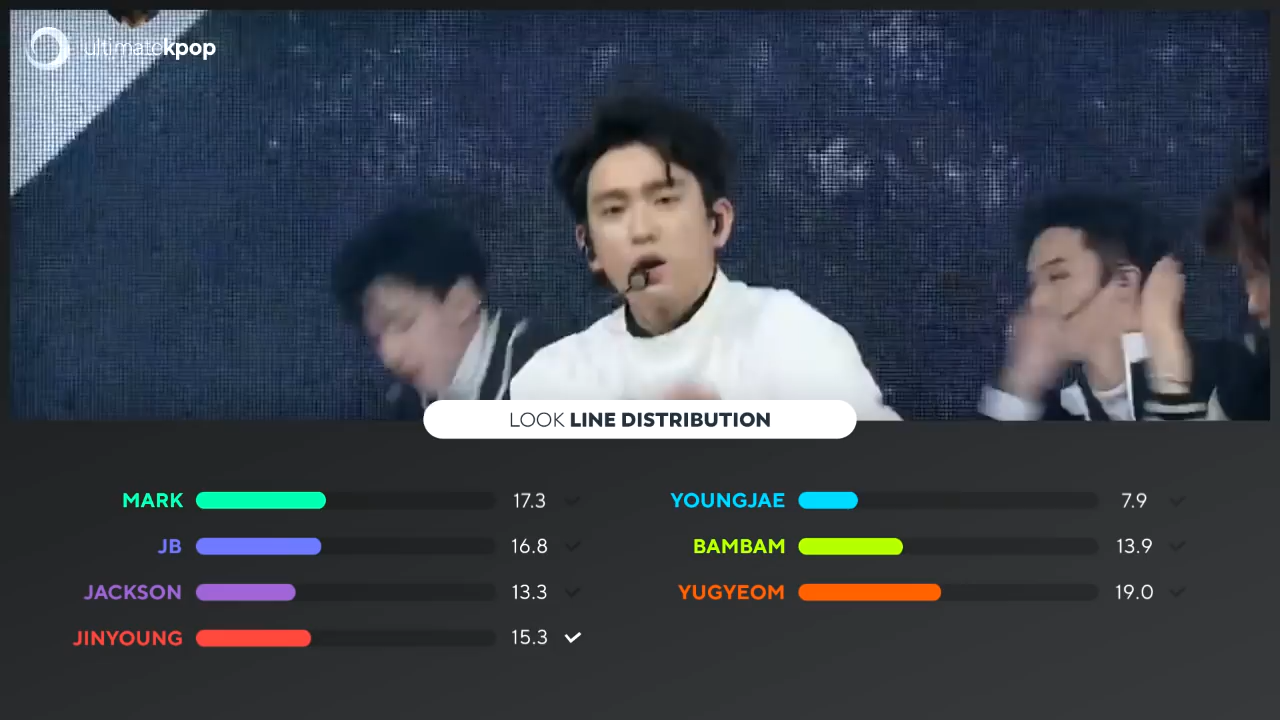 ultimatekpop
LOOK LINE DISTRIBUTION
MARK 17.3
JB 16.8
JACKSON 13.3
JINYOUNG 15.3
YOUNGJAE 7.9
BAMBAM 13.9
YUGYEOM 19.0